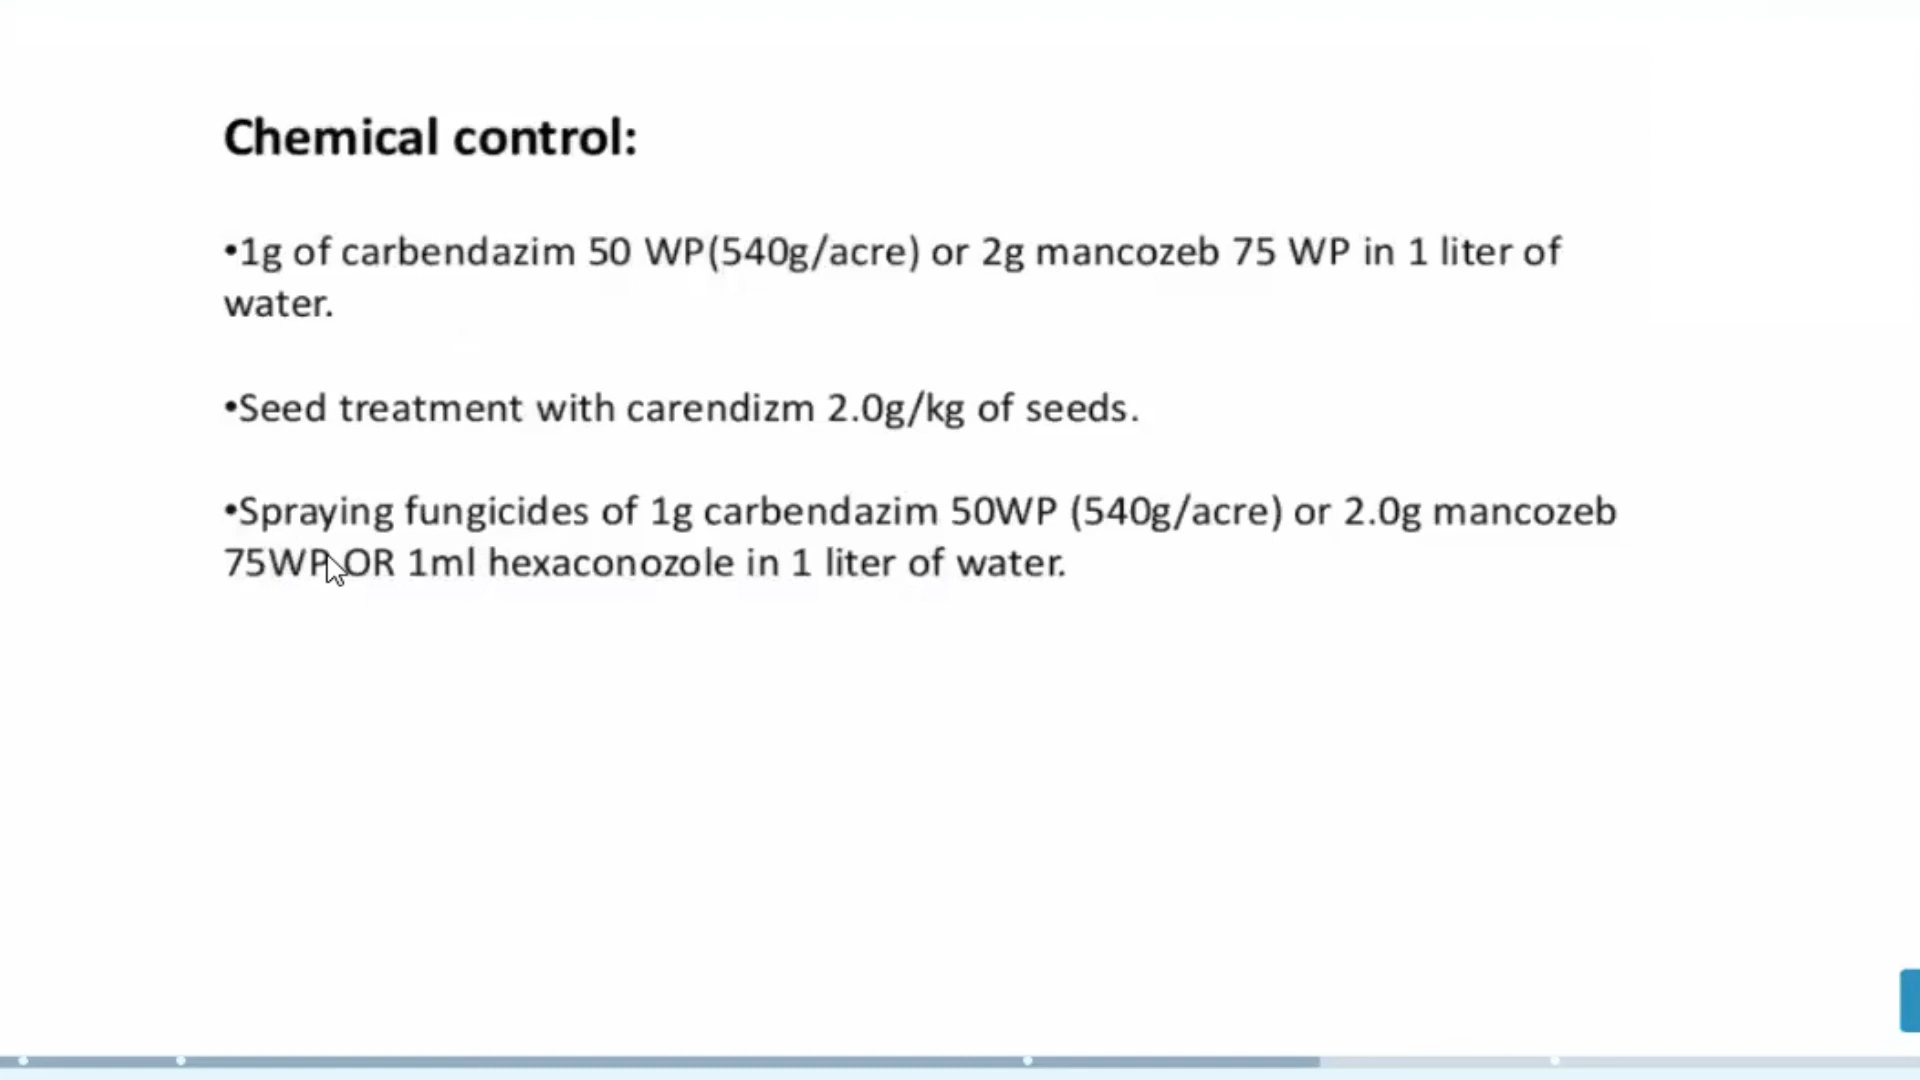 Chemical control:
•1g of carbendazim 50 WP(540g/acre) or 2g mancozeb 75 WP in 1 liter of
water.
•Seed treatment with carendizm 2.0g/kg of seeds.
•Spraying fungicides of 1g carbendazim 50WP (540g/acre) or 2.0g mancozeb
75WP OR 1ml hexaconozole in 1 liter of water.